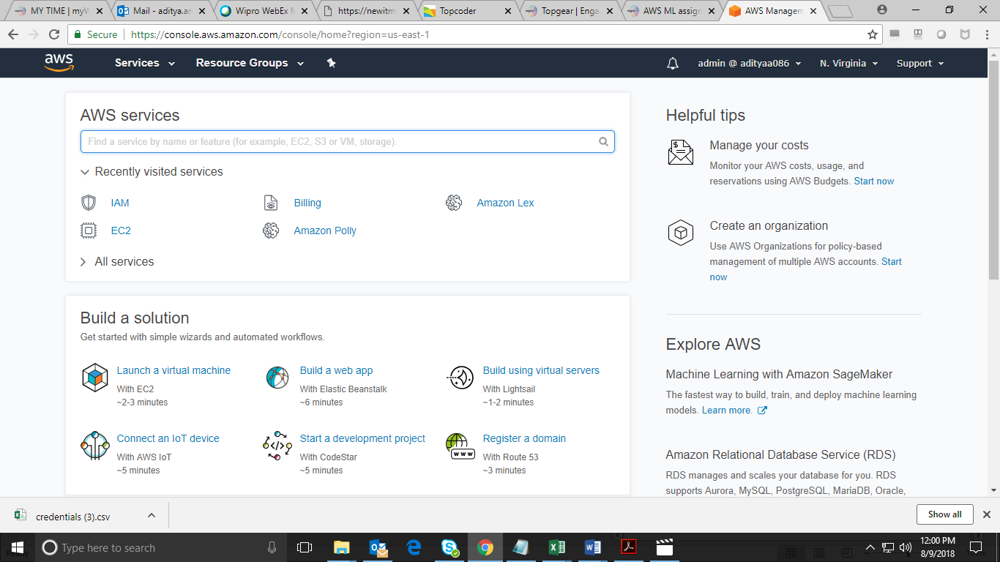 MY TIME | myW
Mail - aditya.an
Wipro WebEx M
https://newitm
Topcoder
Topgear | Enga
AWS ML assign
AWS Managem
Secure
https://console.aws.amazon.com/console/home?region=us-east-1
aws
Services
Resource Groups
admin @ adityaa086
N. Virginia
Support
AWS services
Find a service by name or feature (for example, EC2, S3 or VM, storage).
Recently visited services
IAM
Billing
Amazon Lex
EC2
Amazon Polly
All services
Build a solution
Get started with simple wizards and automated workflows.
Launch a virtual machine
With EC2
~2-3 minutes
Build a web app
With Elastic Beanstalk
~6 minutes
Build using virtual servers
With Lightsail
~1-2 minutes
Connect an IoT device
With AWS IoT
~5 minutes
Start a development project
With CodeStar
~5 minutes
WWW
Register a domain
With Route 53
~3 minutes
Helpful tips
Manage your costs
Monitor your AWS costs, usage, and
reservations using AWS Budgets. Start now
Create an organization
Use AWS Organizations for policy-based
management of multiple AWS accounts. Start
now
Explore AWS
Machine Learning with Amazon SageMaker
The fastest way to build, train, and deploy machine learning
models. Learn more.
Amazon Relational Database Service (RDS)
RDS manages and scales your database for you. RDS
supports Aurora, MySQL, PostgreSQL, MariaDB, Oracle,
credentials (3).csv
Show all
Type here to search
Ready
12:00 PM
8/9/2018